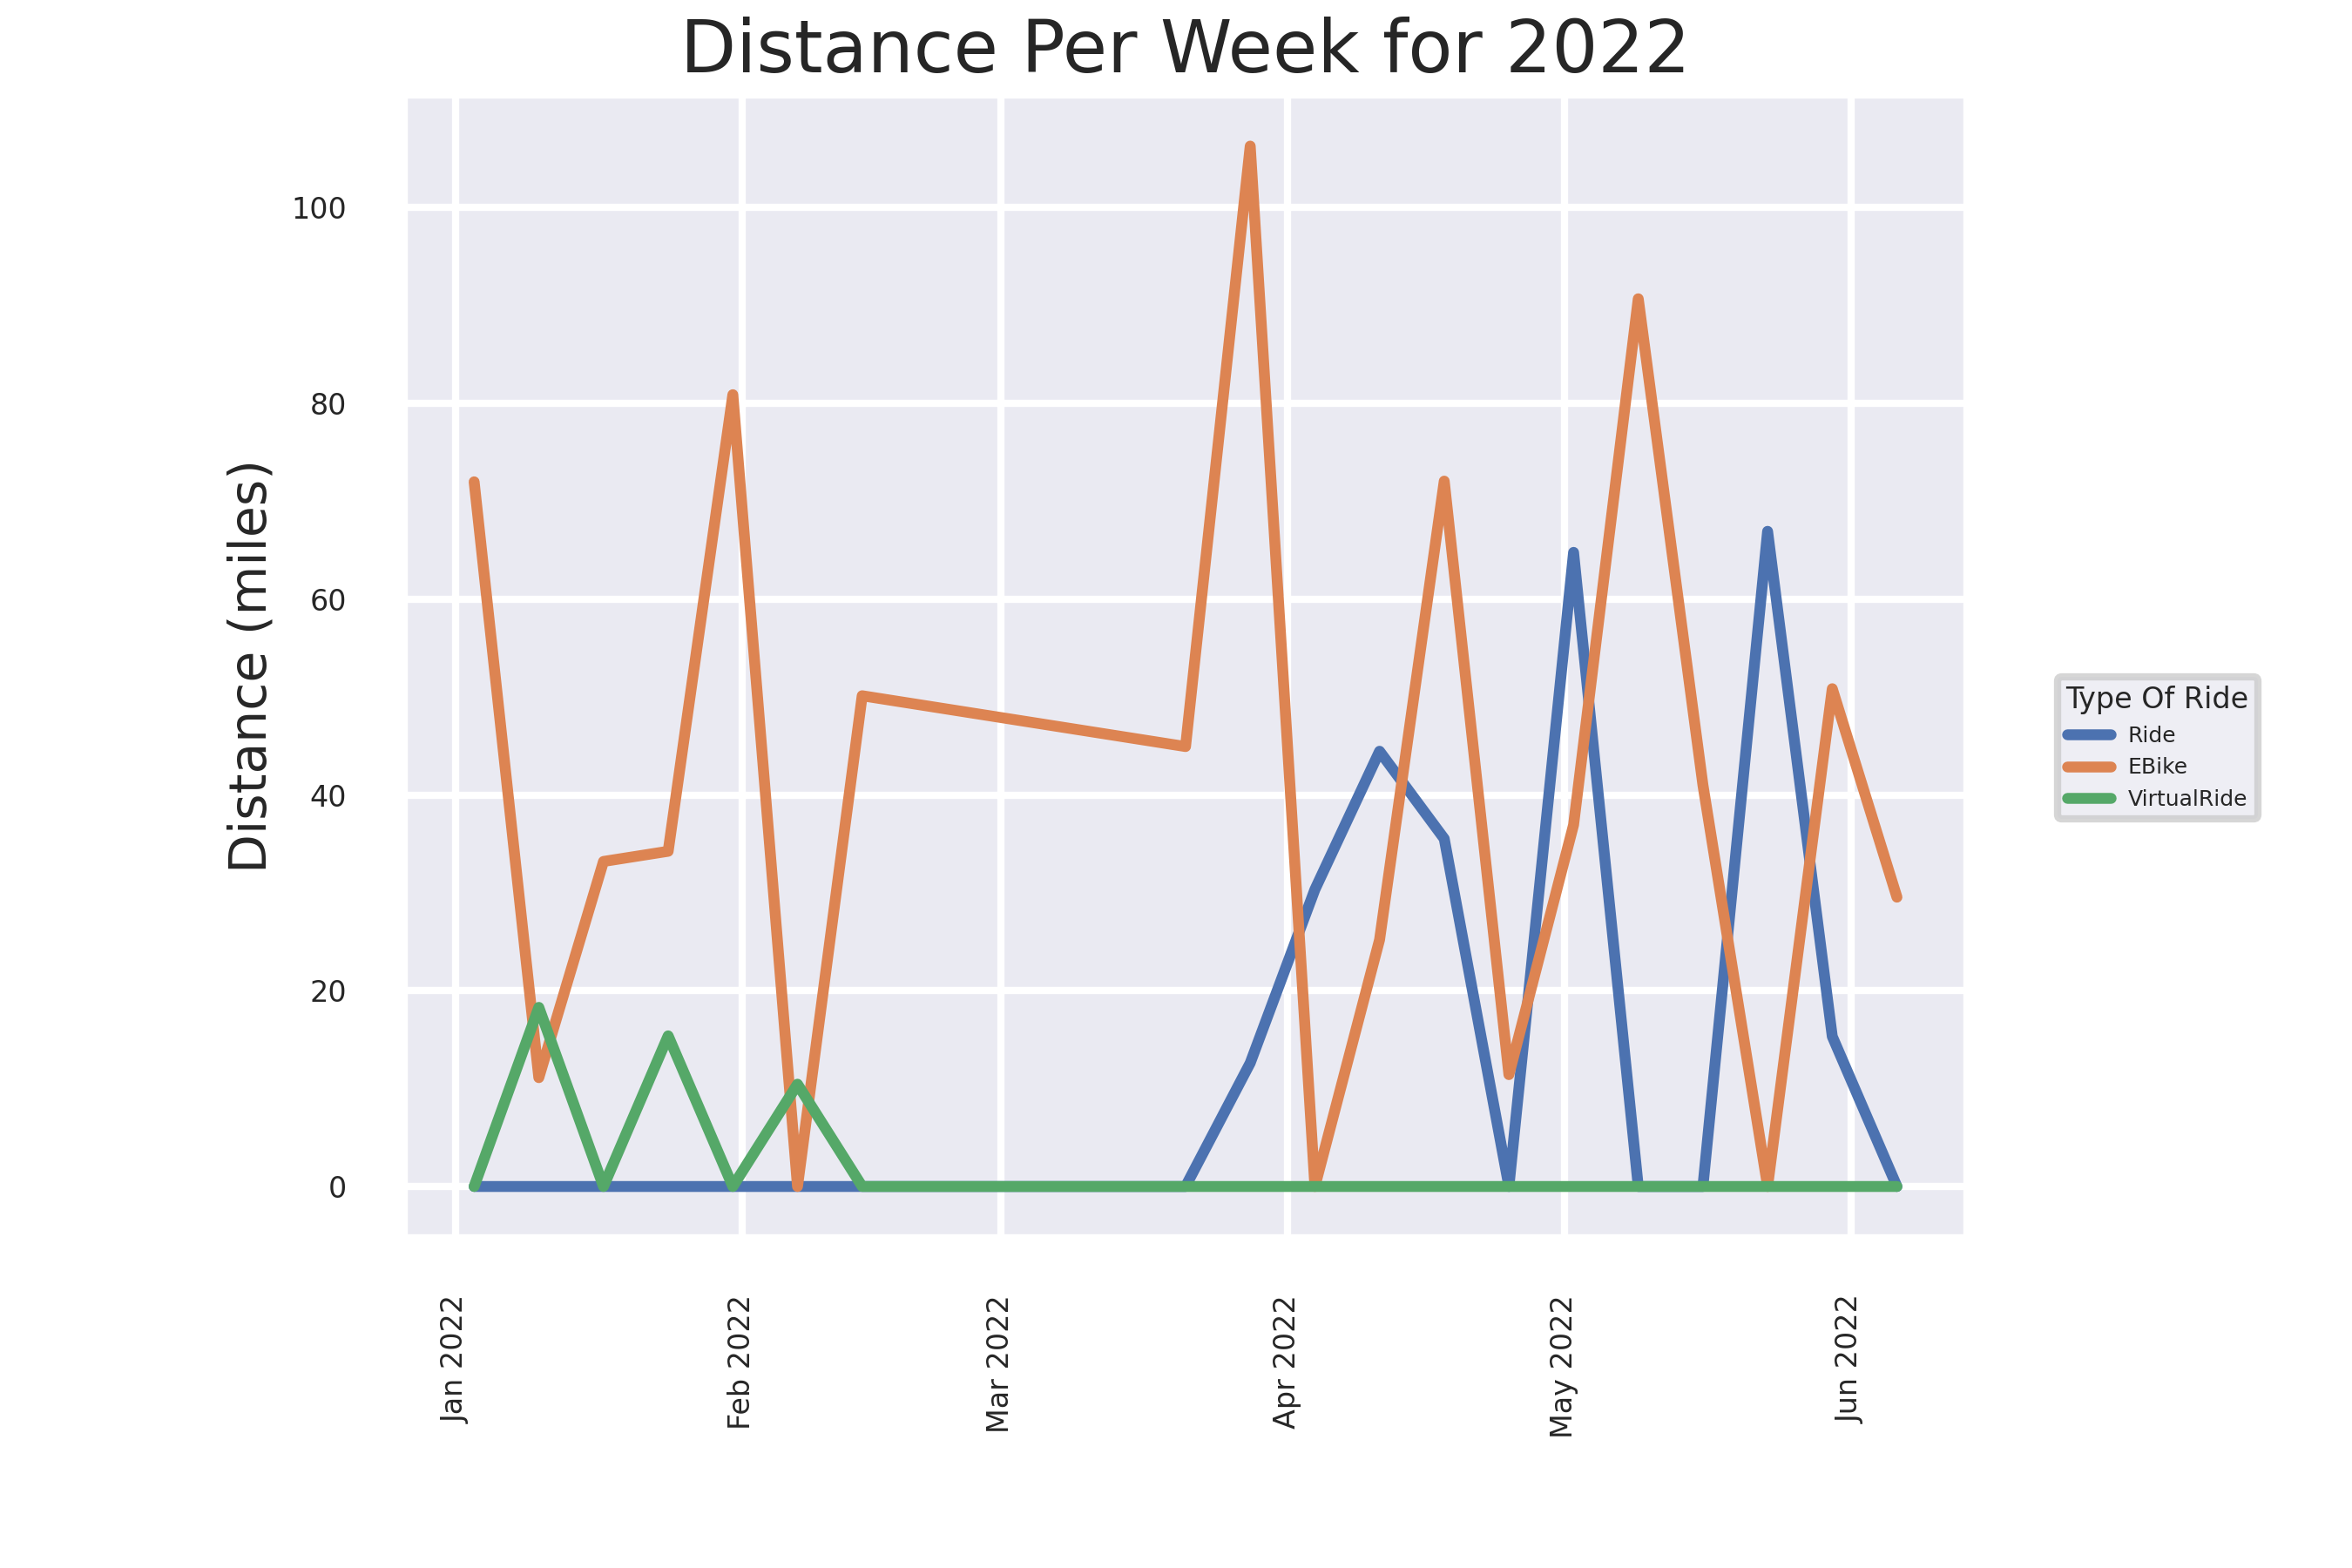 Distance Per Week for 2022
Distance (miles)
100
80
60
40
20
0
Jan 2022
Feb 2022
Mar 2022
Apr 2022
May 2022
Jun 2022
Type Of Ride
Ride
EBike
VirtualRide